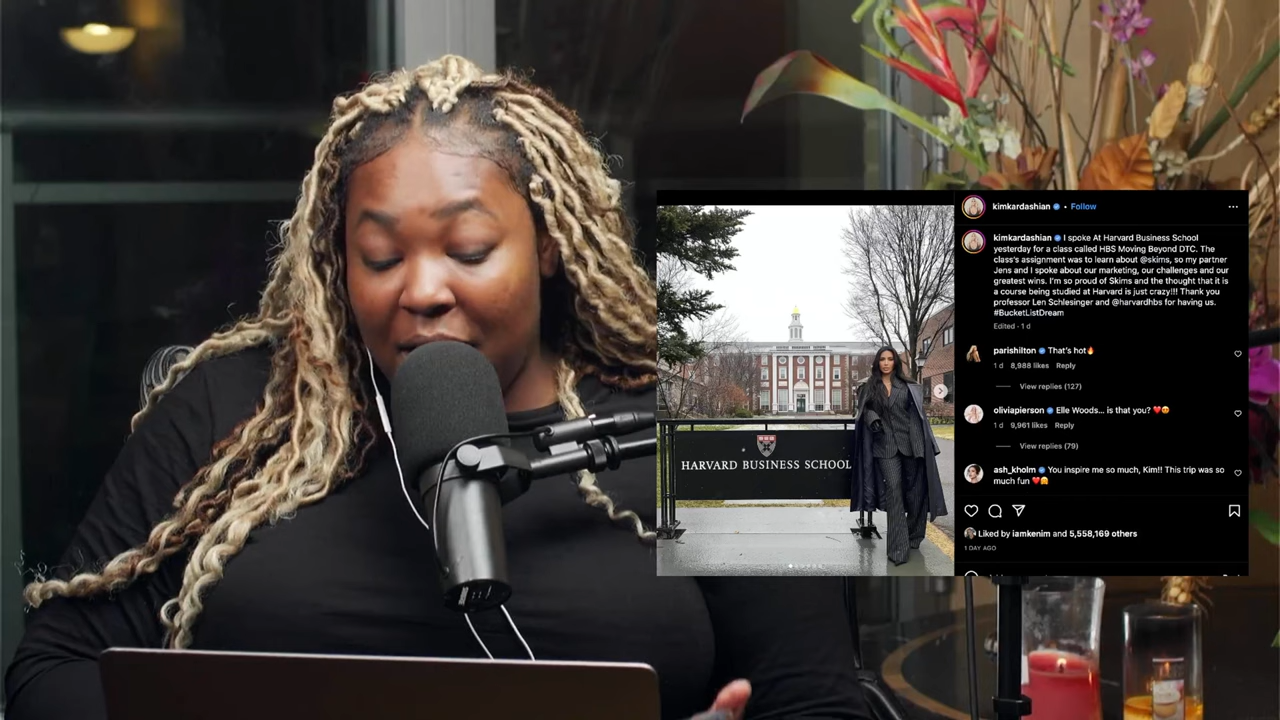 HARVARD BUSINESS SCHOOL
kimkardashian • Follow
kimkardashian I spoke At Harvard Business School
yesterday for a class called HBS Moving Beyond DTC. The
class's assignment was to learn about @skims, so my partner
Jens and I spoke about our marketing, our challenges and our
greatest wins. I'm so proud of Skims and the thought that it is
a course being studied at Harvard is just crazy!!! Thank you
professor Len Schlesinger and @harvardhbs for having us.
#BucketListDream
Edited · 1 d
parishilton That's hot🔥
1 d 8,988 likes Reply
View replies (127)
oliviapierson Elle Woods... is that you? ❤️😍
1 d 9,961 likes Reply
View replies (79)
ash_kholm You inspire me so much, Kim!! This trip was so
much fun ❤️🤗
Liked by iamkenim and 5,558,169 others
1 DAY AGO